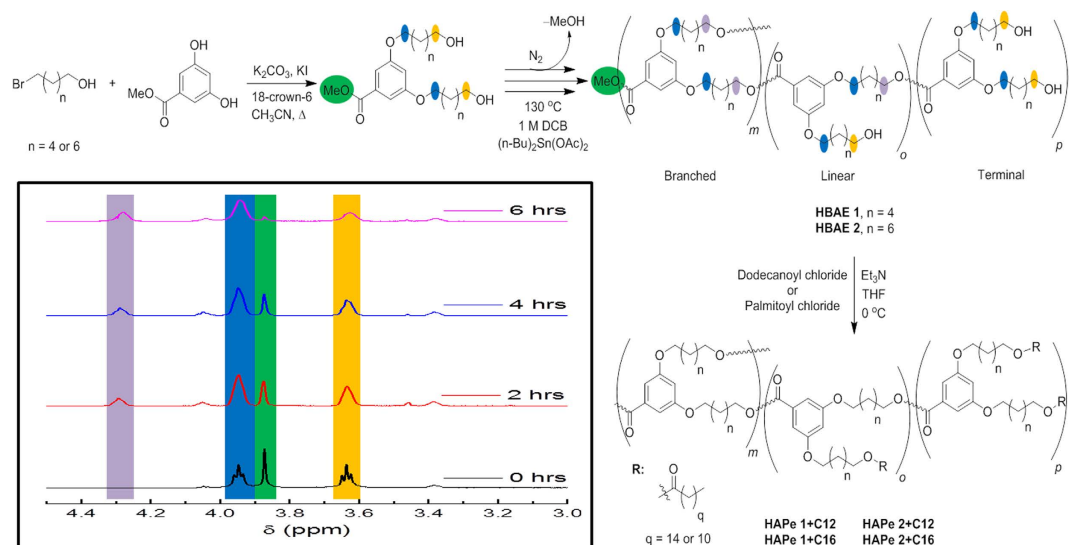 Br
n
OH
+
OH
MeO
O
OH
n = 4 or 6
K2CO3, KI
18-crown-6
CH3CN, Δ
O
n
OH
MeO
O
O
n
OH
N2
–MeOH
130 °C
1 M DCB
(n-Bu)2Sn(OAc)2
O
n
O
MeO
O
O
n
O
m
O
O
n
O
O
n
OH
o
O
O
n
OH
O
n
OH
p
Branched
Linear
Terminal
HBAE 1, n = 4
HBAE 2, n = 6
Dodecanoyl chloride
or
Palmitoyl chloride
Et3N
THF
0 °C
6 hrs
4 hrs
2 hrs
0 hrs
4.4 4.2 4.0 3.8 3.6 3.4 3.2 3.0
δ (ppm)
O
n
O
O
O
n
O
m
O
O
n
O
O
n
O
R
o
O
O
n
O
R
O
n
O
R
p
R:
O
q
q = 14 or 10
HAPe 1+C12 HAPe 2+C12
HAPe 1+C16 HAPe 2+C16